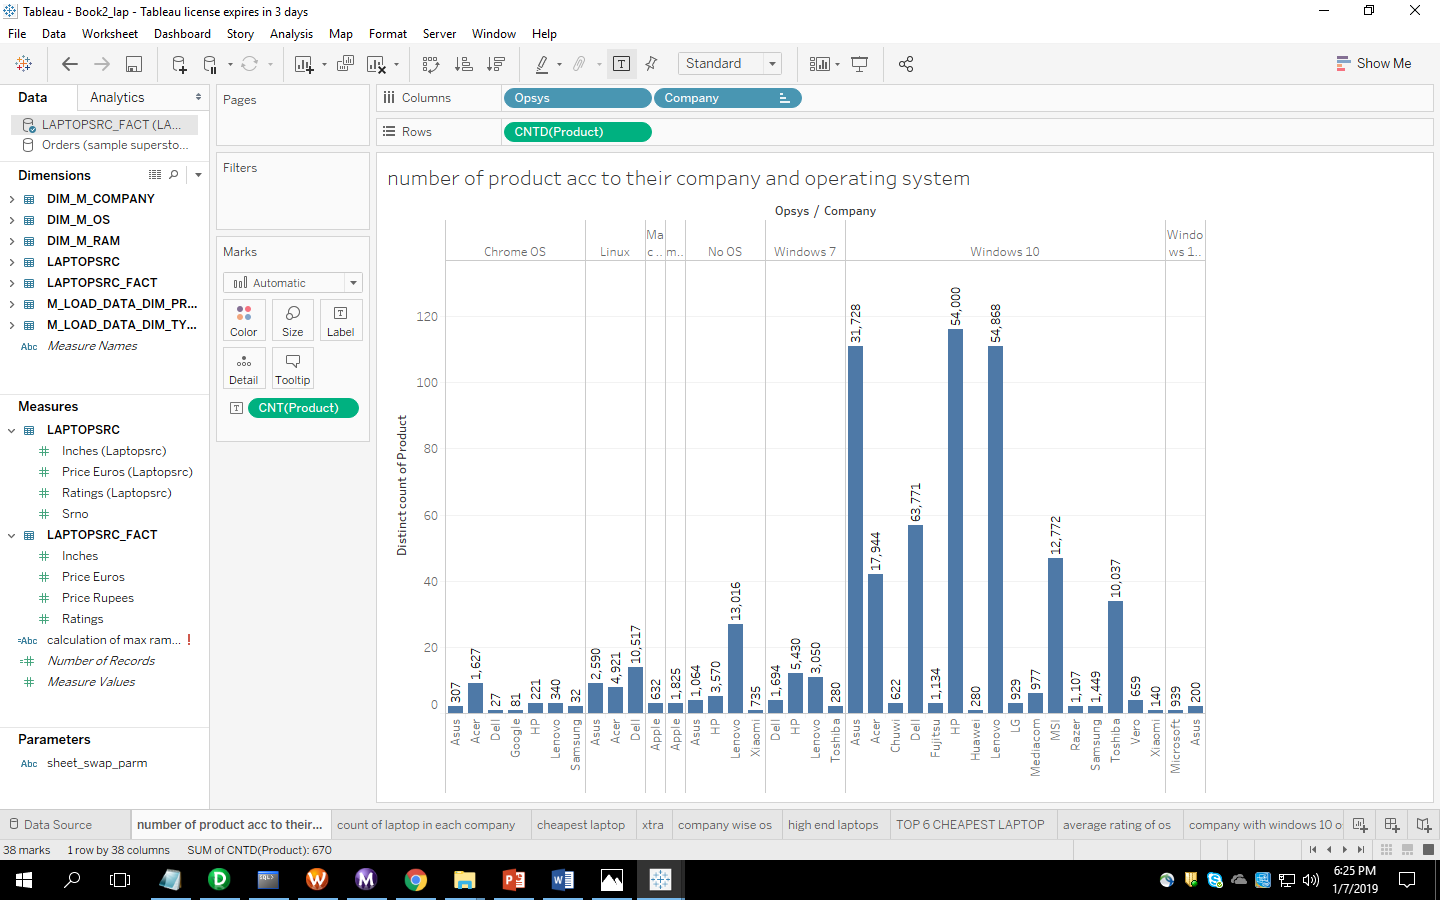 Tableau - Book2_lap - Tableau license expires in 3 days
File Data Worksheet Dashboard Story Analysis Map Format Server Window Help
Standard
Show Me
Data Analytics
LAPTOPSRC_FACT (LA...
Orders (sample supersto...
Dimensions
DIM_M_COMPANY
DIM_M_OS
DIM_M_RAM
LAPTOPSRC
LAPTOPSRC_FACT
M_LOAD_DATA_DIM_PR...
M_LOAD_DATA_DIM_TY...
Abc Measure Names
Measures
LAPTOPSRC
# Inches (Laptopsrc)
# Price Euros (Laptopsrc)
# Ratings (Laptopsrc)
# Srno
LAPTOPSRC_FACT
# Inches
# Price Euros
# Price Rupees
# Ratings
=Abc calculation of max ram... !
=# Number of Records
# Measure Values
Parameters
Abc sheet_swap_parm
Pages
Filters
Marks
Automatic
Color Size Label
Detail Tooltip
CNT(Product)
Columns Opsys Company
Rows CNTD(Product)
number of product acc to their company and operating system
Opsys / Company
Chrome OS Linux Ma c .. m.. No OS Windows 7 Windows 10 Windo ws 1..
Distinct count of Product
120
100
80
60
40
20
0
307 1,627 27 81 221 340 32 2,590 4,921 10,517 632 1,825 1,064 3,570 13,016 735 1,694 5,430 3,050 280 31,728 17,944 622 63,771 1,134 54,000 280 54,868 929 977 12,772 1,107 1,449 10,037 659 140 939 200
Asus Acer Dell Google HP Lenovo Samsung Asus Acer Dell Apple Apple Asus HP Lenovo Xiaomi Dell HP Lenovo Toshiba Asus Acer Chuwi Dell Fujitsu HP Huawei Lenovo LG Mediacom MSI Razer Samsung Toshiba Vero Xiaomi Microsoft Asus
Data Source number of product acc to their... count of laptop in each company cheapest laptop xtra company wise os high end laptops TOP 6 CHEAPEST LAPTOP average rating of os company with windows 10 o
38 marks 1 row by 38 columns SUM of CNTD(Product): 670
6:25 PM
1/7/2019